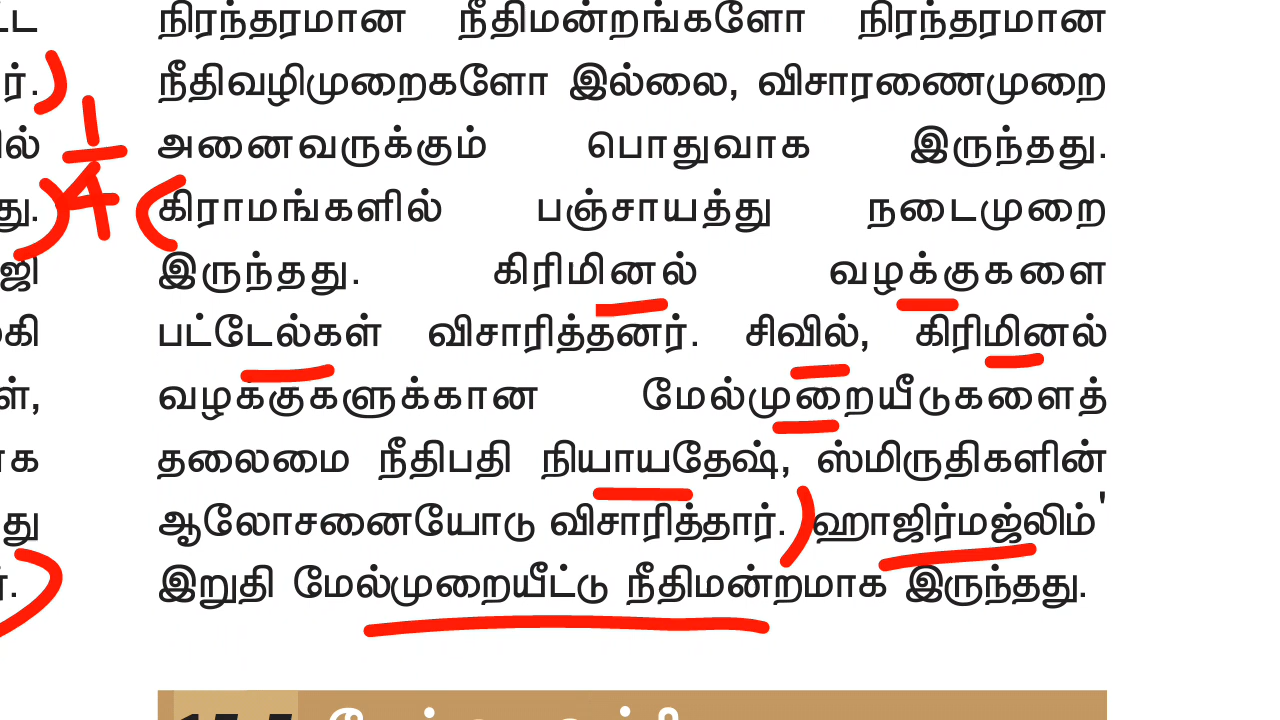 நிரந்தரமான நீதிமன்றங்களோ நிரந்தரமான
நீதிவழிமுறைகளோ இல்லை, விசாரணைமுறை
அனைவருக்கும் பொதுவாக இருந்தது.
கிராமங்களில் பஞ்சாயத்து நடைமுறை
இருந்தது. கிரிமினல் வழக்குகளை
பட்டேல்கள் விசாரித்தனர். சிவில், கிரிமினல்
வழக்குகளுக்கான மேல்முறையீடுகளைத்
தலைமை நீதிபதி நியாயதேஷ், ஸ்மிருதிகளின்
ஆலோசனையோடு விசாரித்தார். ஹாஜிர்மஜ்லிம்'
இறுதி மேல்முறையீட்டு நீதிமன்றமாக இருந்தது.